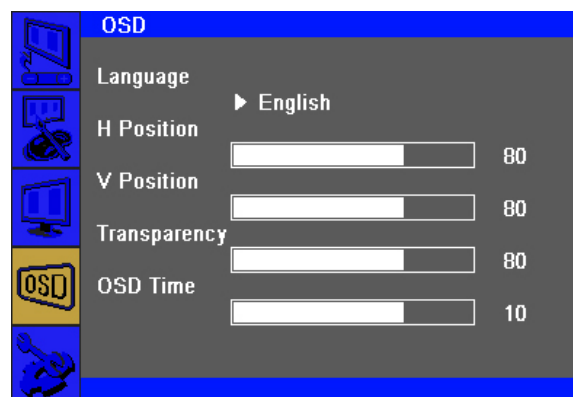 OSD
Language
▶ English
H Position
80
V Position
80
Transparency
80
OSD
OSD Time
10